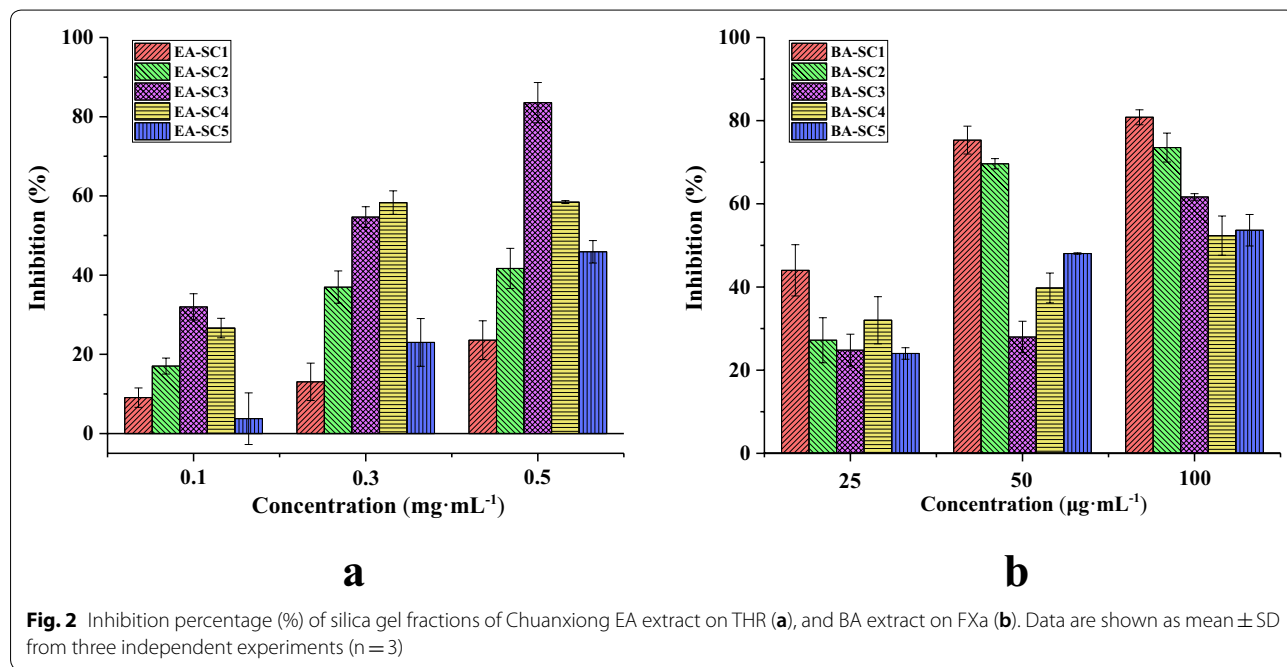 100
80
60
40
20
0
Inhibition (%)
EA-SC1
EA-SC2
EA-SC3
EA-SC4
EA-SC5
0.1 0.3 0.5
Concentration (mg·mL⁻¹)
a
100
80
60
40
20
0
Inhibition (%)
BA-SC1
BA-SC2
BA-SC3
BA-SC4
BA-SC5
25 50 100
Concentration (μg·mL⁻¹)
b
Fig. 2 Inhibition percentage (%) of silica gel fractions of Chuanxiong EA extract on THR (a), and BA extract on FXa (b). Data are shown as mean ± SD
from three independent experiments (n = 3)